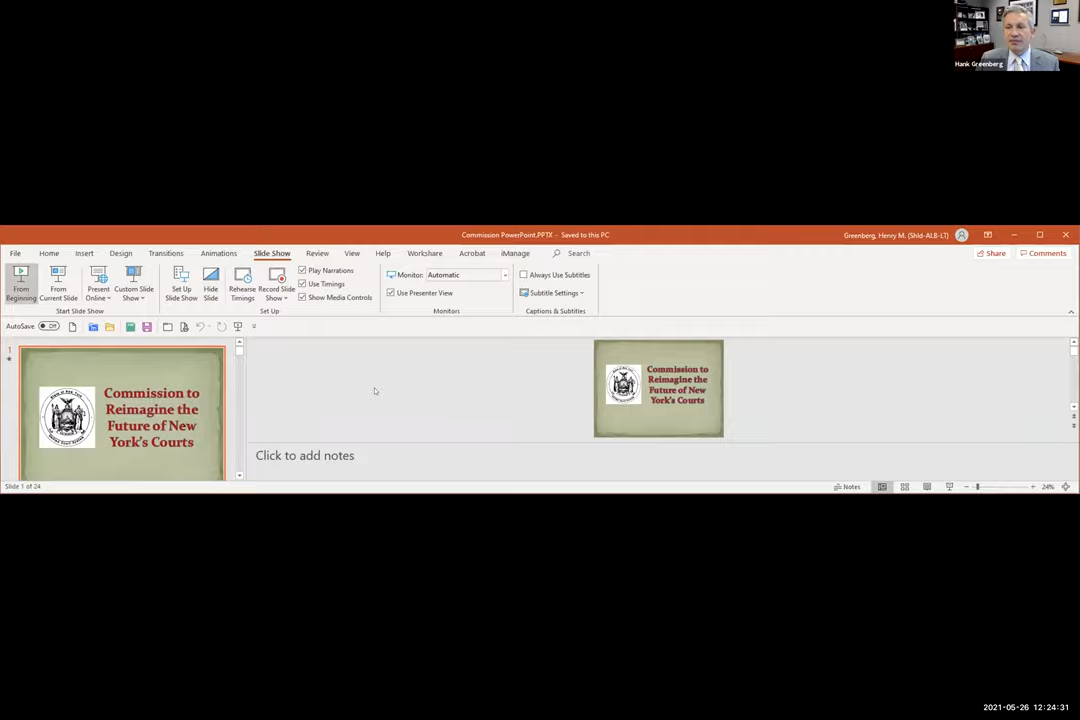 Hank Greenberg
Commission PowerPoint.PPTX - Saved to this PC
Greenberg, Henry M. (Shld-ALB-LT)
File Home Insert Design Transitions Animations Slide Show Review View Help Workshare Acrobat iManage Search
Share Comments
From Beginning
From Current Slide
Present Online
Custom Slide Show
Set Up Slide Show
Hide Slide
Rehearse Timings
Record Slide Show
Play Narrations
Use Timings
Show Media Controls
Monitor: Automatic
Use Presenter View
Always Use Subtitles
Subtitle Settings
Start Slide Show
Set Up
Monitors
Captions & Subtitles
AutoSave Off
1
Commission to
Reimagine the
Future of New
York's Courts
Commission to
Reimagine the
Future of New
York's Courts
Click to add notes
Slide 1 of 24
Notes
24%
2021-05-26 12:24:31